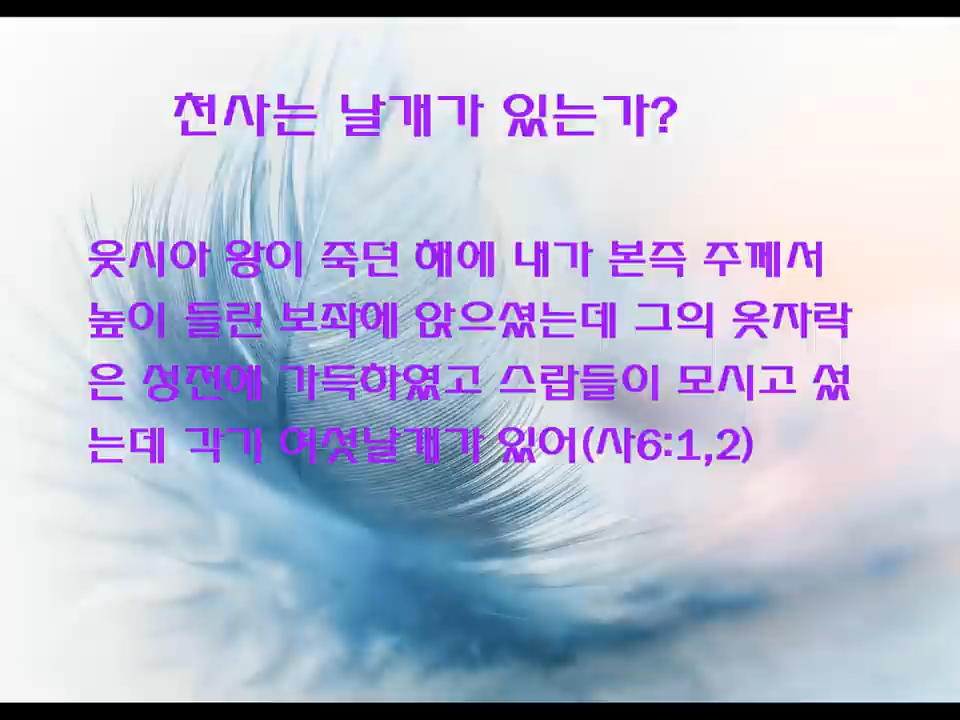 천사는 날개가 있는가?
웃시아 왕이 죽던 해에 내가 본즉 주께서
높이 들린 보좌에 앉으셨는데 그의 옷자락
은 성전에 가득하였고 스랍들이 모시고 섰
는데 각기 여섯날개가 있어(사6:1,2)